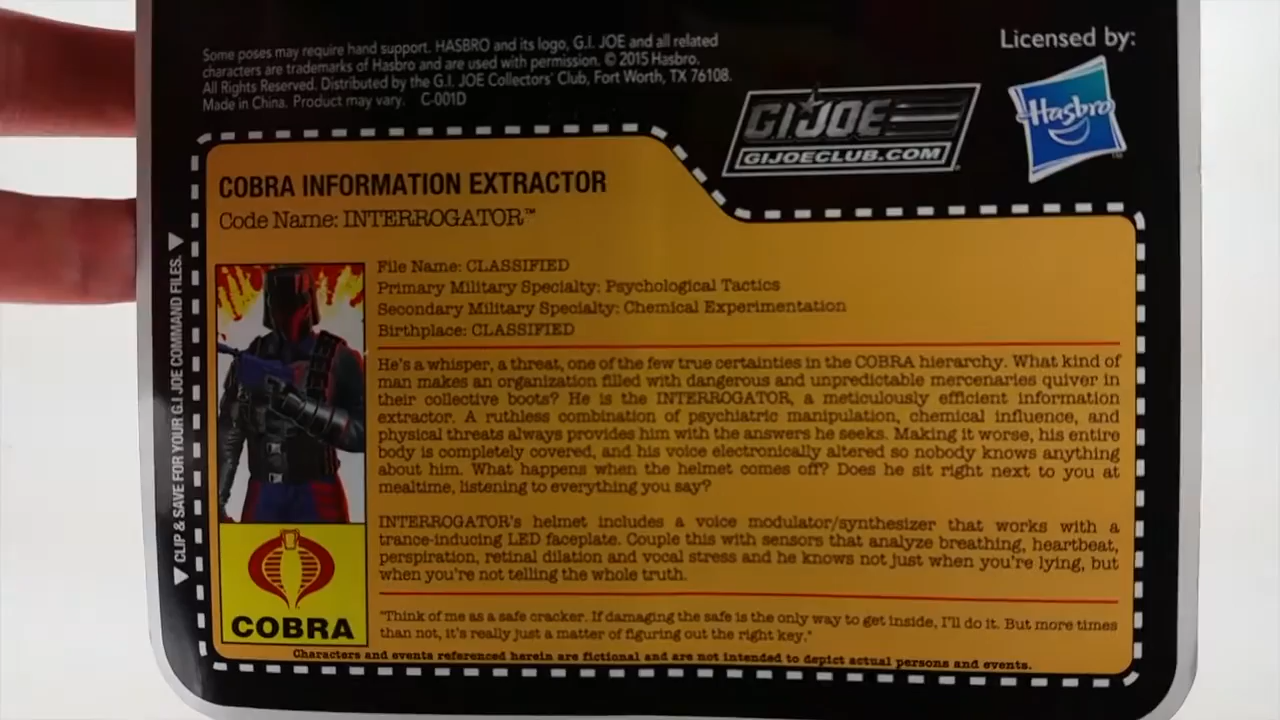 Some poses may require hand support. HASBRO and its logo, G.I. JOE and all related
characters are trademarks of Hasbro and are used with permission. © 2015 Hasbro.
All Rights Reserved. Distributed by the G.I. JOE Collectors' Club, Fort Worth, TX 76108.
Made in China. Product may vary. C-001D
Licensed by:
Hasbro™
GI JOE
GIJOECLUB.COM
COBRA INFORMATION EXTRACTOR
Code Name: INTERROGATOR™
CLIP & SAVE FOR YOUR G.I JOE COMMAND FILES.
File Name: CLASSIFIED
Primary Military Specialty: Psychological Tactics
Secondary Military Specialty: Chemical Experimentation
Birthplace: CLASSIFIED
He's a whisper, a threat, one of the few true certainties in the COBRA hierarchy. What kind of
man makes an organization filled with dangerous and unpredictable mercenaries quiver in
their collective boots? He is the INTERROGATOR, a meticulously efficient information
extractor. A ruthless combination of psychiatric manipulation, chemical influence, and
physical threats always provides him with the answers he seeks. Making it worse, his entire
body is completely covered, and his voice electronically altered so nobody knows anything
about him. What happens when the helmet comes off? Does he sit right next to you at
mealtime, listening to everything you say?
INTERROGATOR's helmet includes a voice modulator/synthesizer that works with a
trance-inducing LED faceplate. Couple this with sensors that analyze breathing, heartbeat,
perspiration, retinal dilation and vocal stress and he knows not just when you're lying, but
when you're not telling the whole truth.
COBRA
"Think of me as a safe cracker. If damaging the safe is the only way to get inside, I'll do it. But more times
than not, it's really just a matter of figuring out the right key."
Characters and events referenced herein are fictional and are not intended to depict actual persons and events.